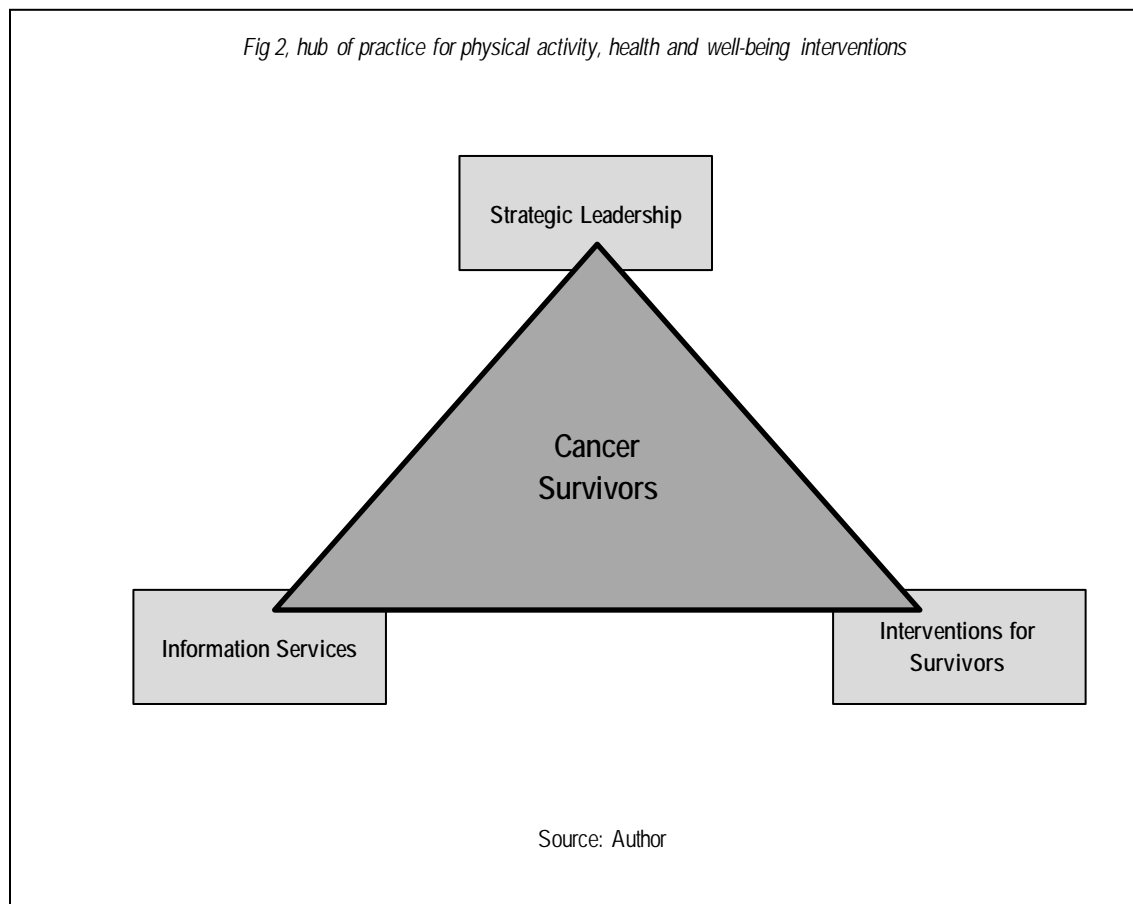 Fig 2, hub of practice for physical activity, health and well-being interventions
Strategic Leadership
Cancer
Survivors
Information Services
Interventions for
Survivors
Source: Author